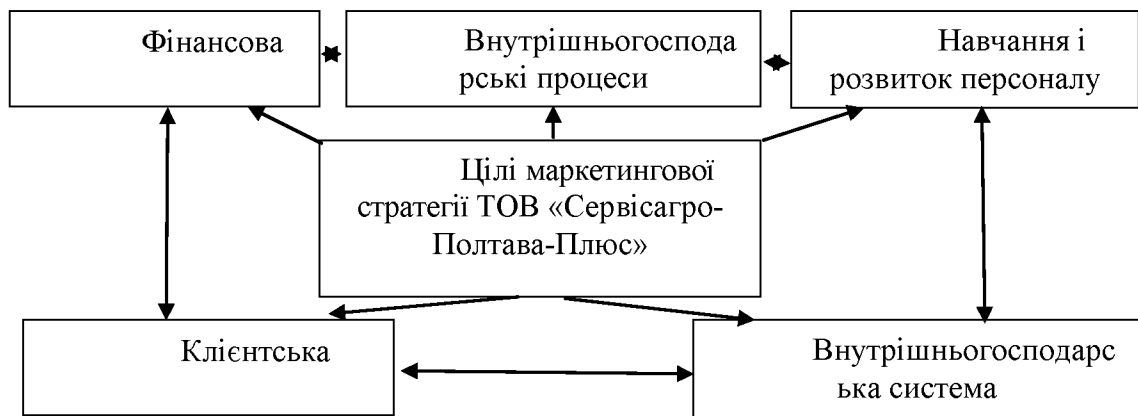 Фінансова
Внутрішньогоспода
рські процеси
Навчання і
розвиток персоналу
Цілі маркетингової
стратегії ТОВ «Сервісагро-
Полтава-Плюс»
Клієнтська
Внутрішньогосподарс
ька система